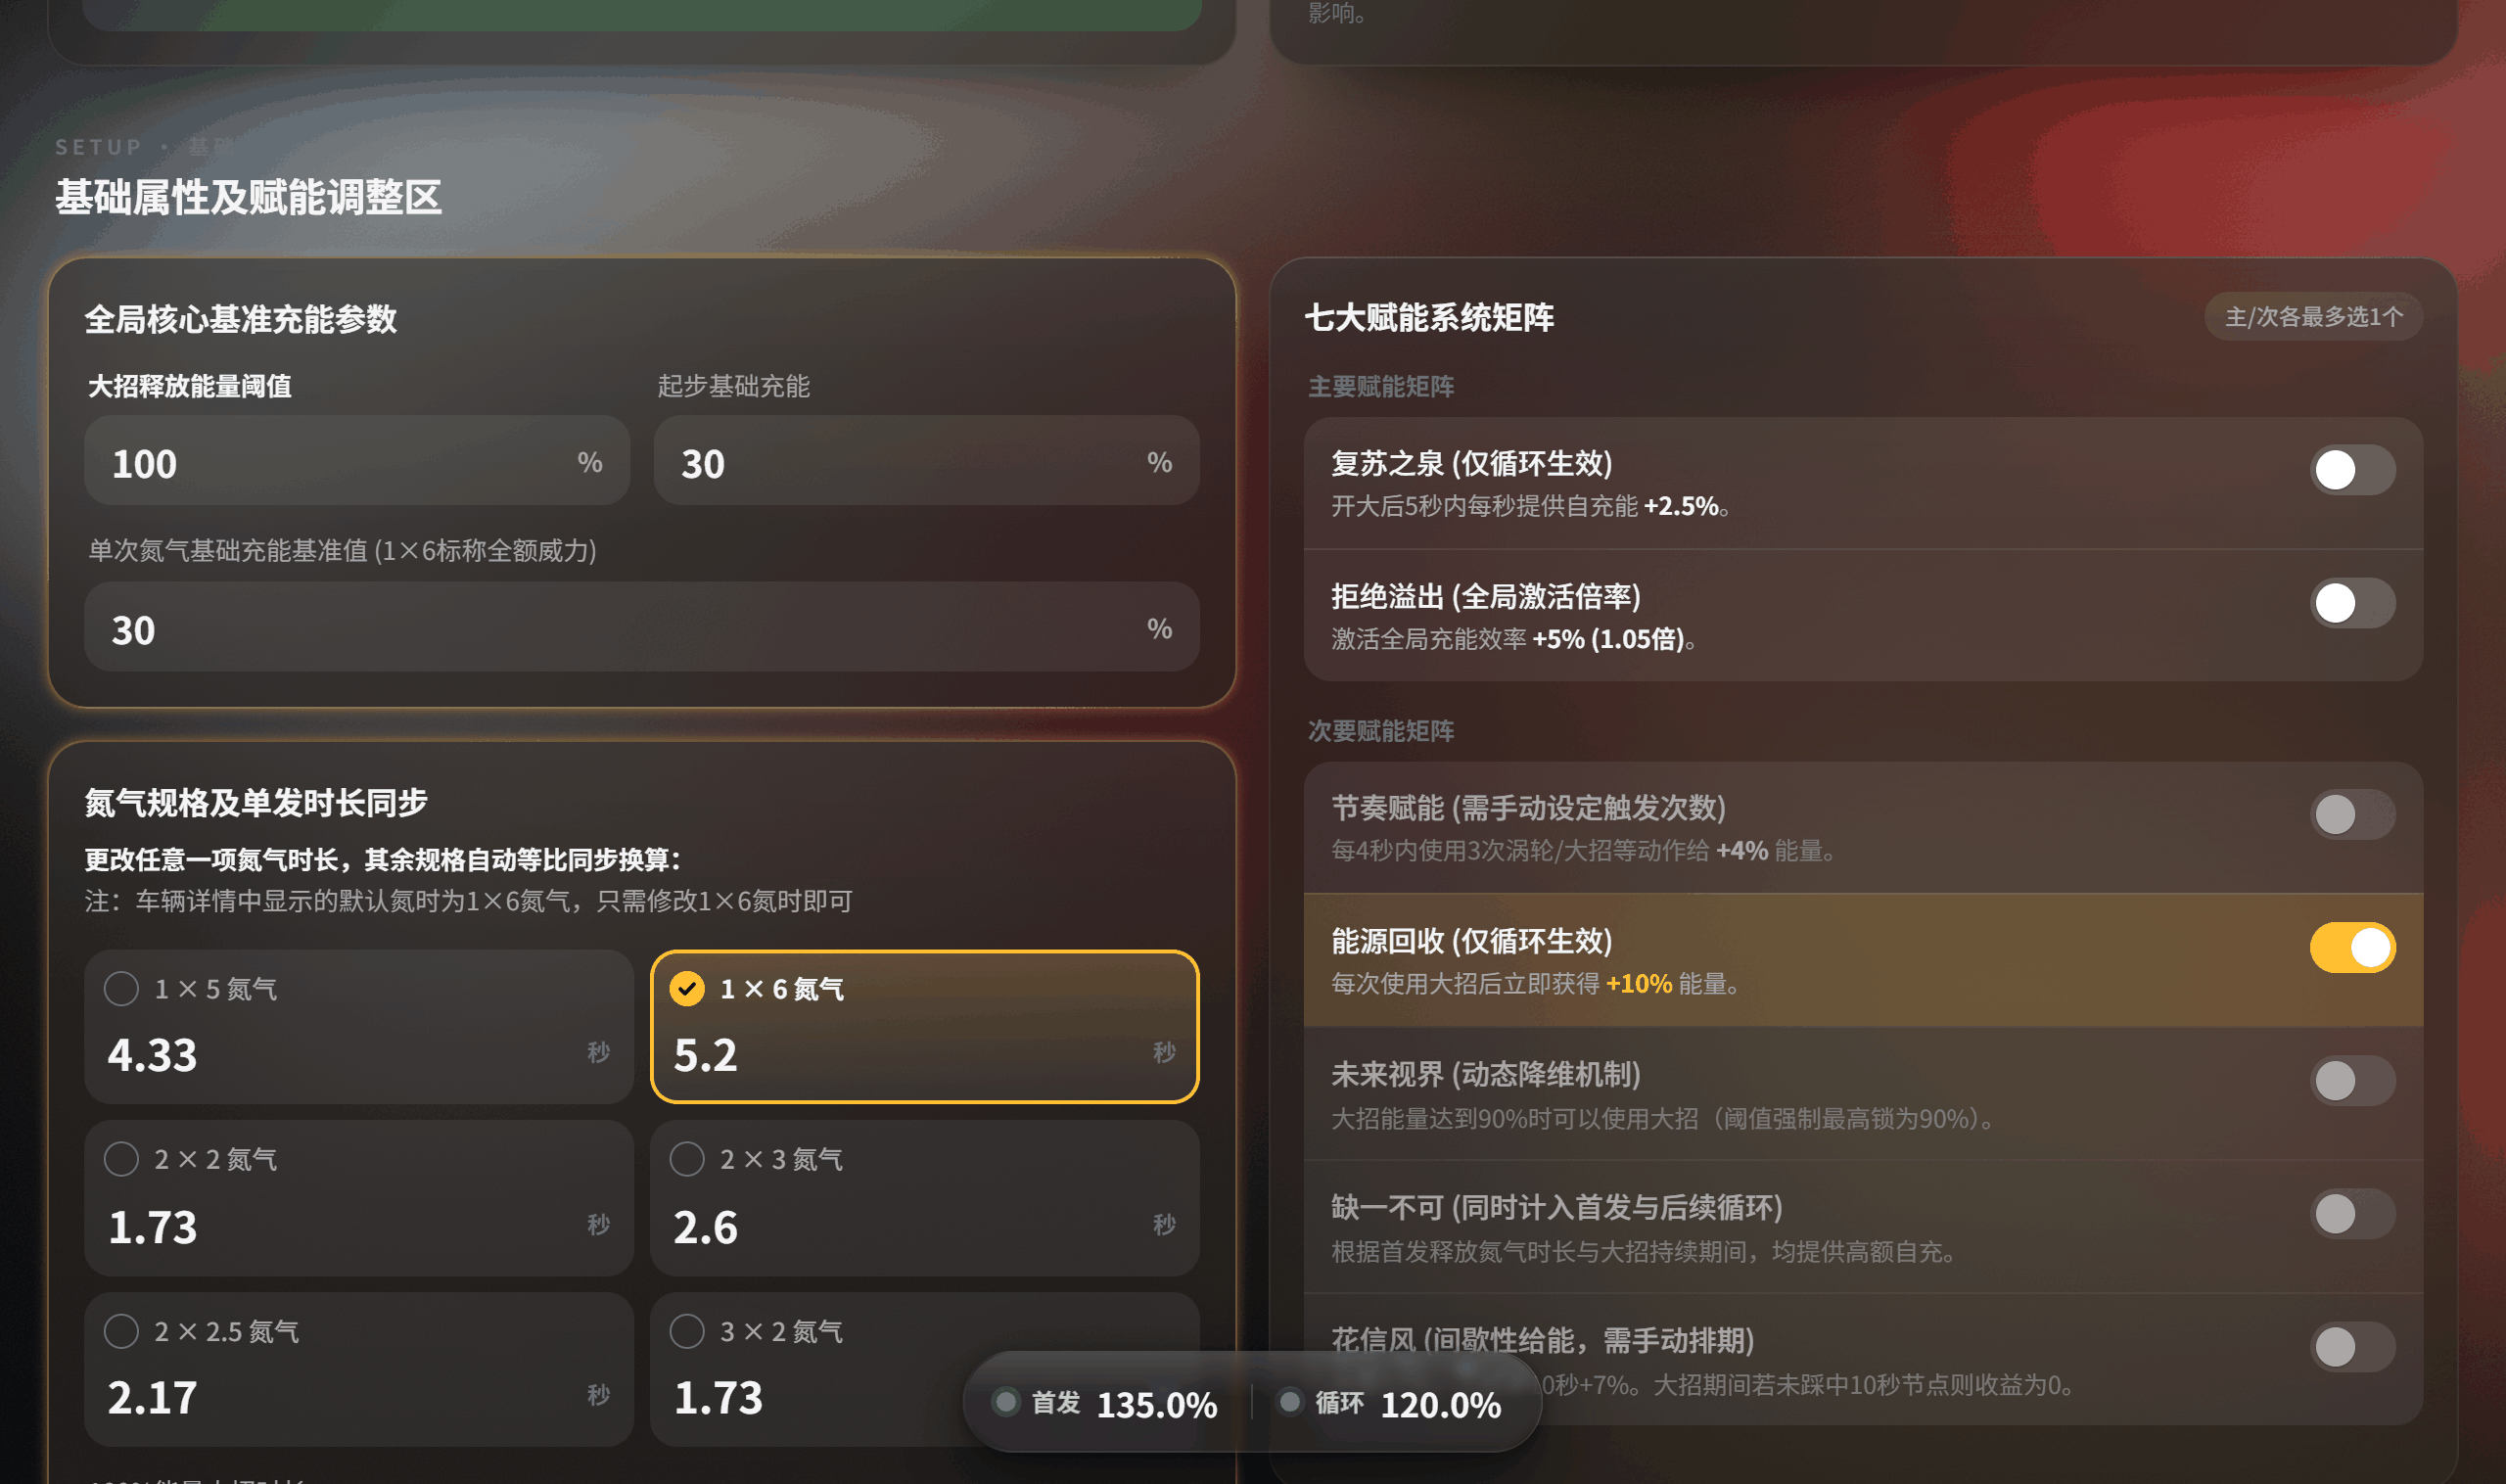 影响。
SETUP • 基础
基础属性及赋能调整区
全局核心基准充能参数
大招释放能量阈值
起步基础充能
100 %
30 %
单次氮气基础充能基准值 (1×6标称全额威力)
30 %
氮气规格及单发时长同步
更改任意一项氮气时长，其余规格自动等比同步换算：
注：车辆详情中显示的默认氮时为1×6氮气，只需修改1×6氮时即可
1 × 5 氮气
4.33 秒
1 × 6 氮气
5.2 秒
2 × 2 氮气
1.73 秒
2 × 3 氮气
2.6 秒
2 × 2.5 氮气
2.17 秒
3 × 2 氮气
1.73
七大赋能系统矩阵
主/次各最多选1个
主要赋能矩阵
复苏之泉 (仅循环生效)
开大后5秒内每秒提供自充能 +2.5%。
拒绝溢出 (全局激活倍率)
激活全局充能效率 +5% (1.05倍)。
次要赋能矩阵
节奏赋能 (需手动设定触发次数)
每4秒内使用3次涡轮/大招等动作给 +4% 能量。
能源回收 (仅循环生效)
每次使用大招后立即获得 +10% 能量。
未来视界 (动态降维机制)
大招能量达到90%时可以使用大招（阈值强制最高锁为90%）。
缺一不可 (同时计入首发与后续循环)
根据首发释放氮气时长与大招持续期间，均提供高额自充。
花信风 (间歇性给能，需手动排期)
0秒+7%。大招期间若未踩中10秒节点则收益为0。
首发 135.0%
循环 120.0%